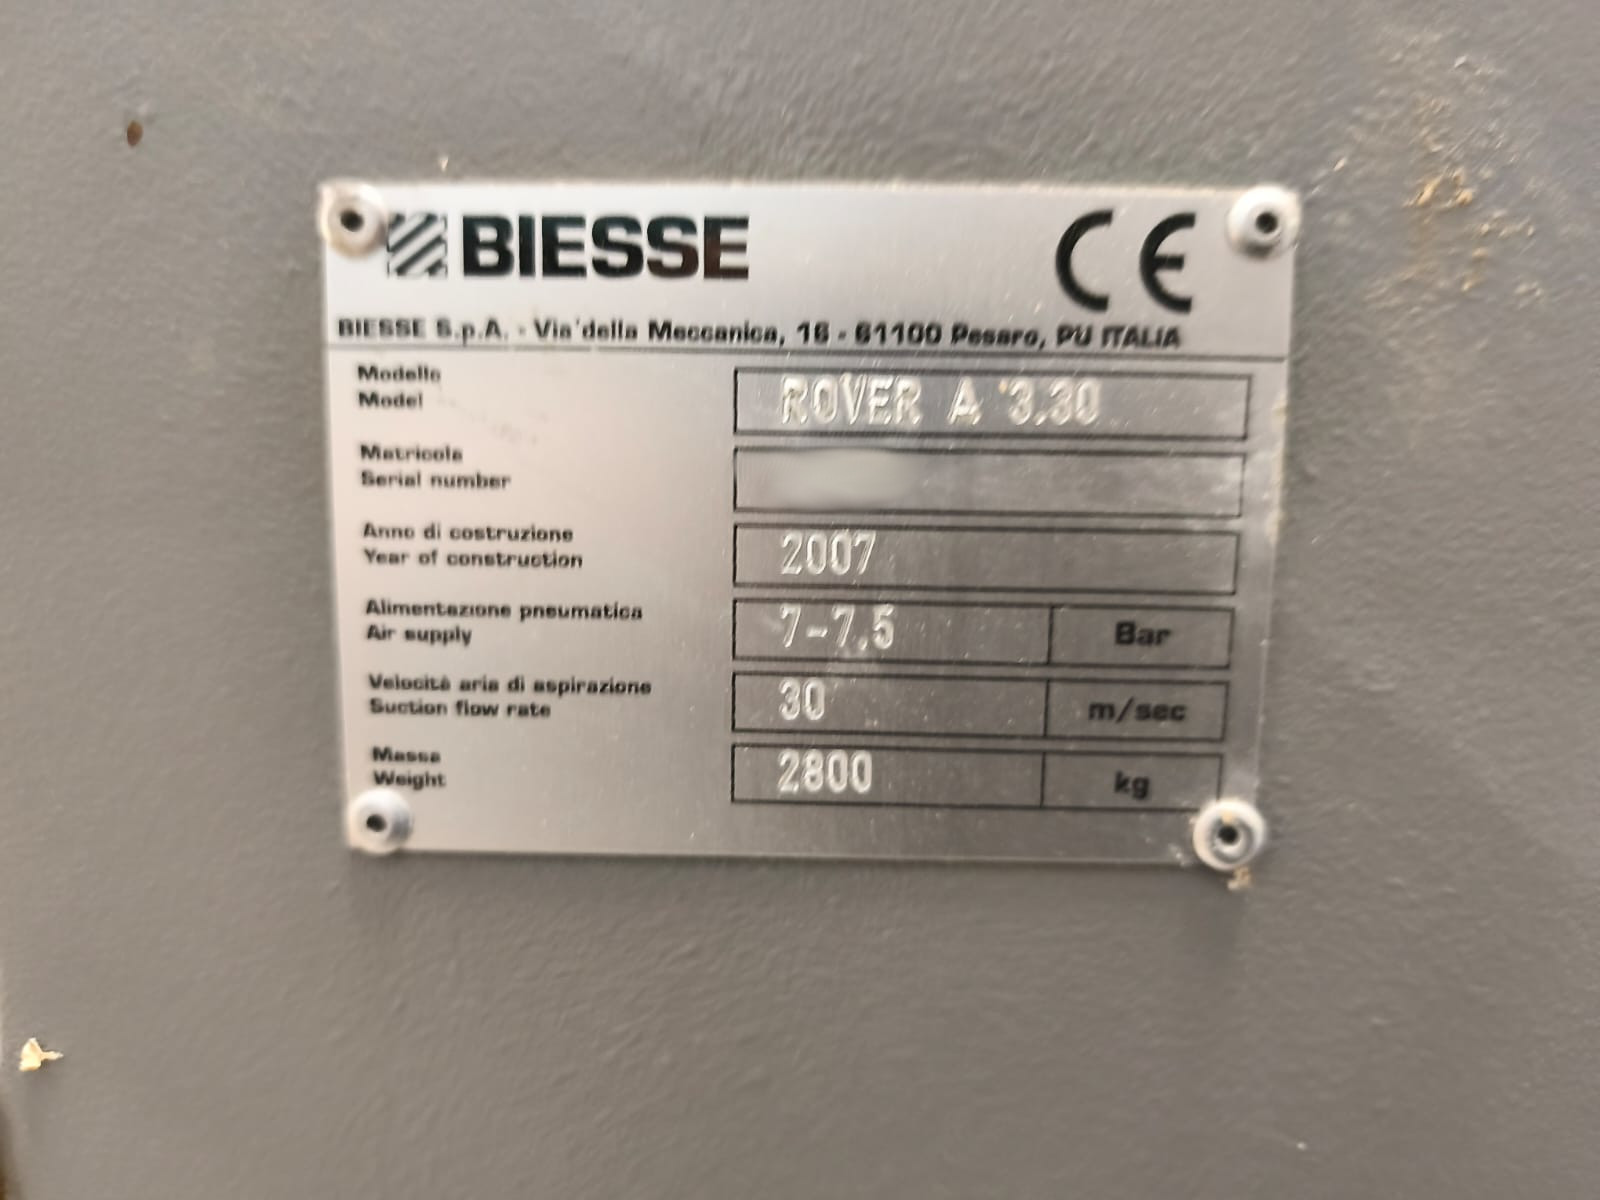 BIESSE CE
BIESSE S.p.A. - Via della Meccanica, 16 - 61100 Pesaro, PU ITALIA
Modello
Model
ROVER A 3.30
Matricola
Serial number
Anno di costruzione
Year of construction
2007
Alimentazione pneumatica
Air supply
7-7.5 Bar
Velocità aria di aspirazione
Suction flow rate
30 m/sec
Massa
Weight
2800 kg